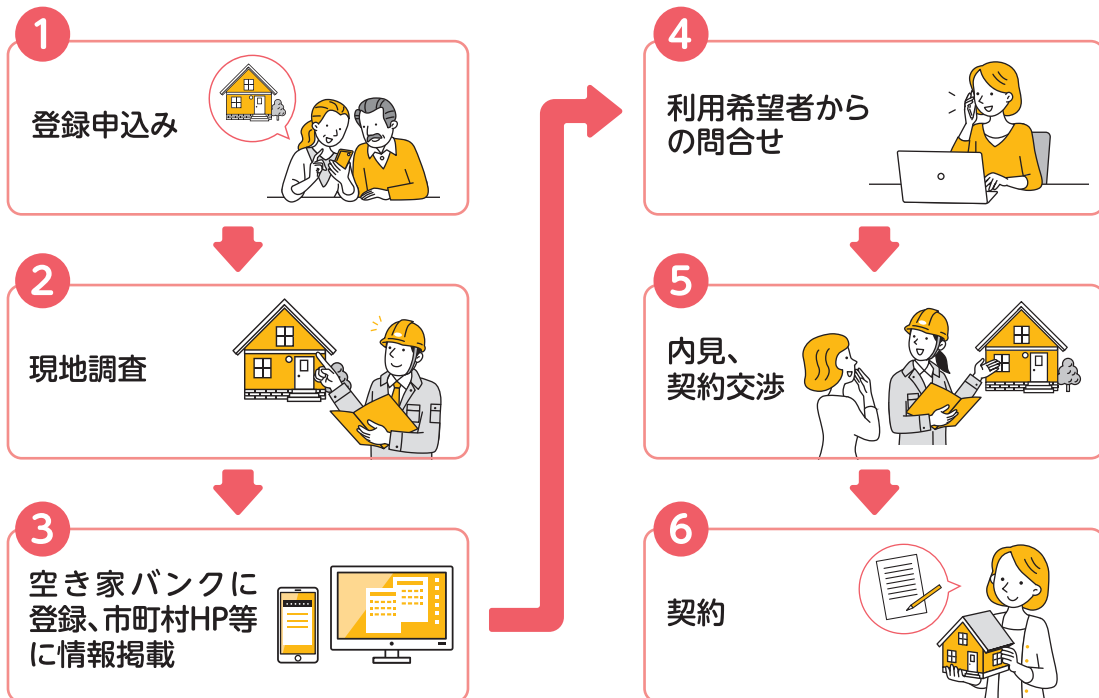 1
登録申込み
2
現地調査
3
空き家バンクに
登録、市町村HP等
に情報掲載
4
利用希望者から
の問合せ
5
内見、
契約交渉
6
契約